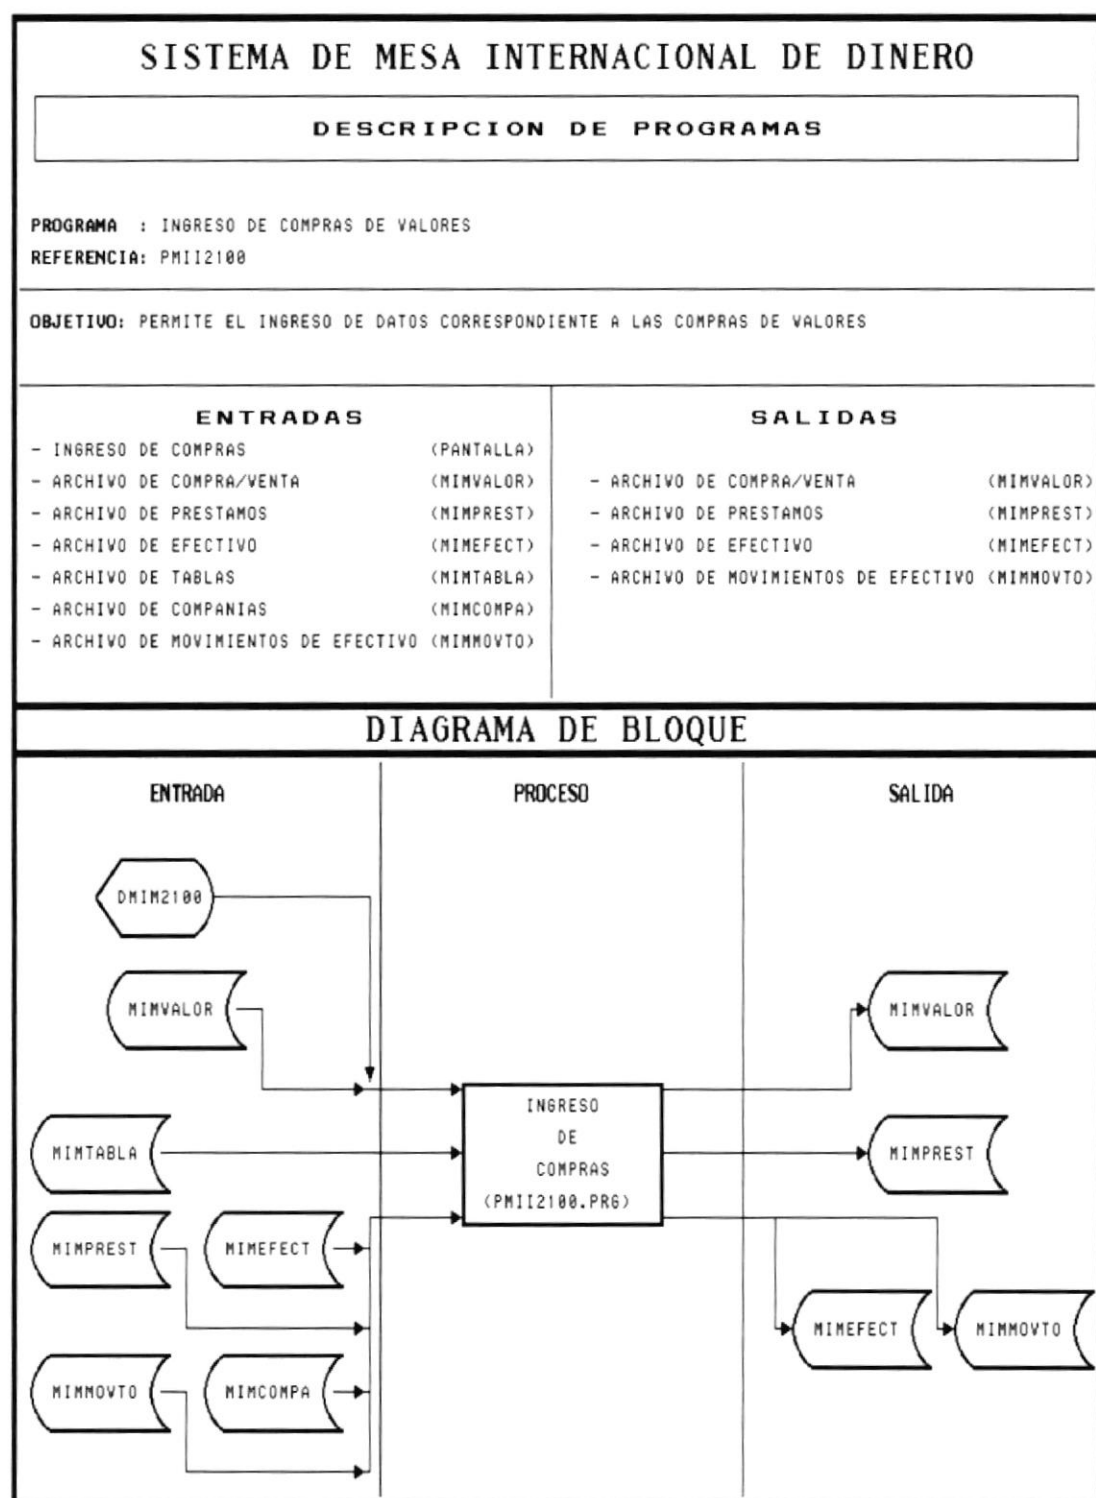 SISTEMA DE MESA INTERNACIONAL DE DINERO
DESCRIPCION DE PROGRAMAS
PROGRAMA : INGRESO DE COMPRAS DE VALORES
REFERENCIA: PMII2100
OBJETIVO: PERMITE EL INGRESO DE DATOS CORRESPONDIENTE A LAS COMPRAS DE VALORES
ENTRADAS
- INGRESO DE COMPRAS (PANTALLA)
- ARCHIVO DE COMPRA/VENTA (MIMVALOR)
- ARCHIVO DE PRESTAMOS (MIMPREST)
- ARCHIVO DE EFECTIVO (MIMEFECT)
- ARCHIVO DE TABLAS (MIMTABLA)
- ARCHIVO DE COMPANIAS (MIMCOMPA)
- ARCHIVO DE MOVIMIENTOS DE EFECTIVO (MIMMOVTO)
SALIDAS
- ARCHIVO DE COMPRA/VENTA (MIMVALOR)
- ARCHIVO DE PRESTAMOS (MIMPREST)
- ARCHIVO DE EFECTIVO (MIMEFECT)
- ARCHIVO DE MOVIMIENTOS DE EFECTIVO (MIMMOVTO)
DIAGRAMA DE BLOQUE
ENTRADA
DMIM2100
MIMVALOR
MIMTABLA
MIMPREST
MIMEFECT
MIMMOVTO
MIMCOMPA
PROCESO
INGRESO
DE
COMPRAS
(PMII2100.PRG)
SALIDA
MIMVALOR
MIMPREST
MIMEFECT
MIMMOVTO